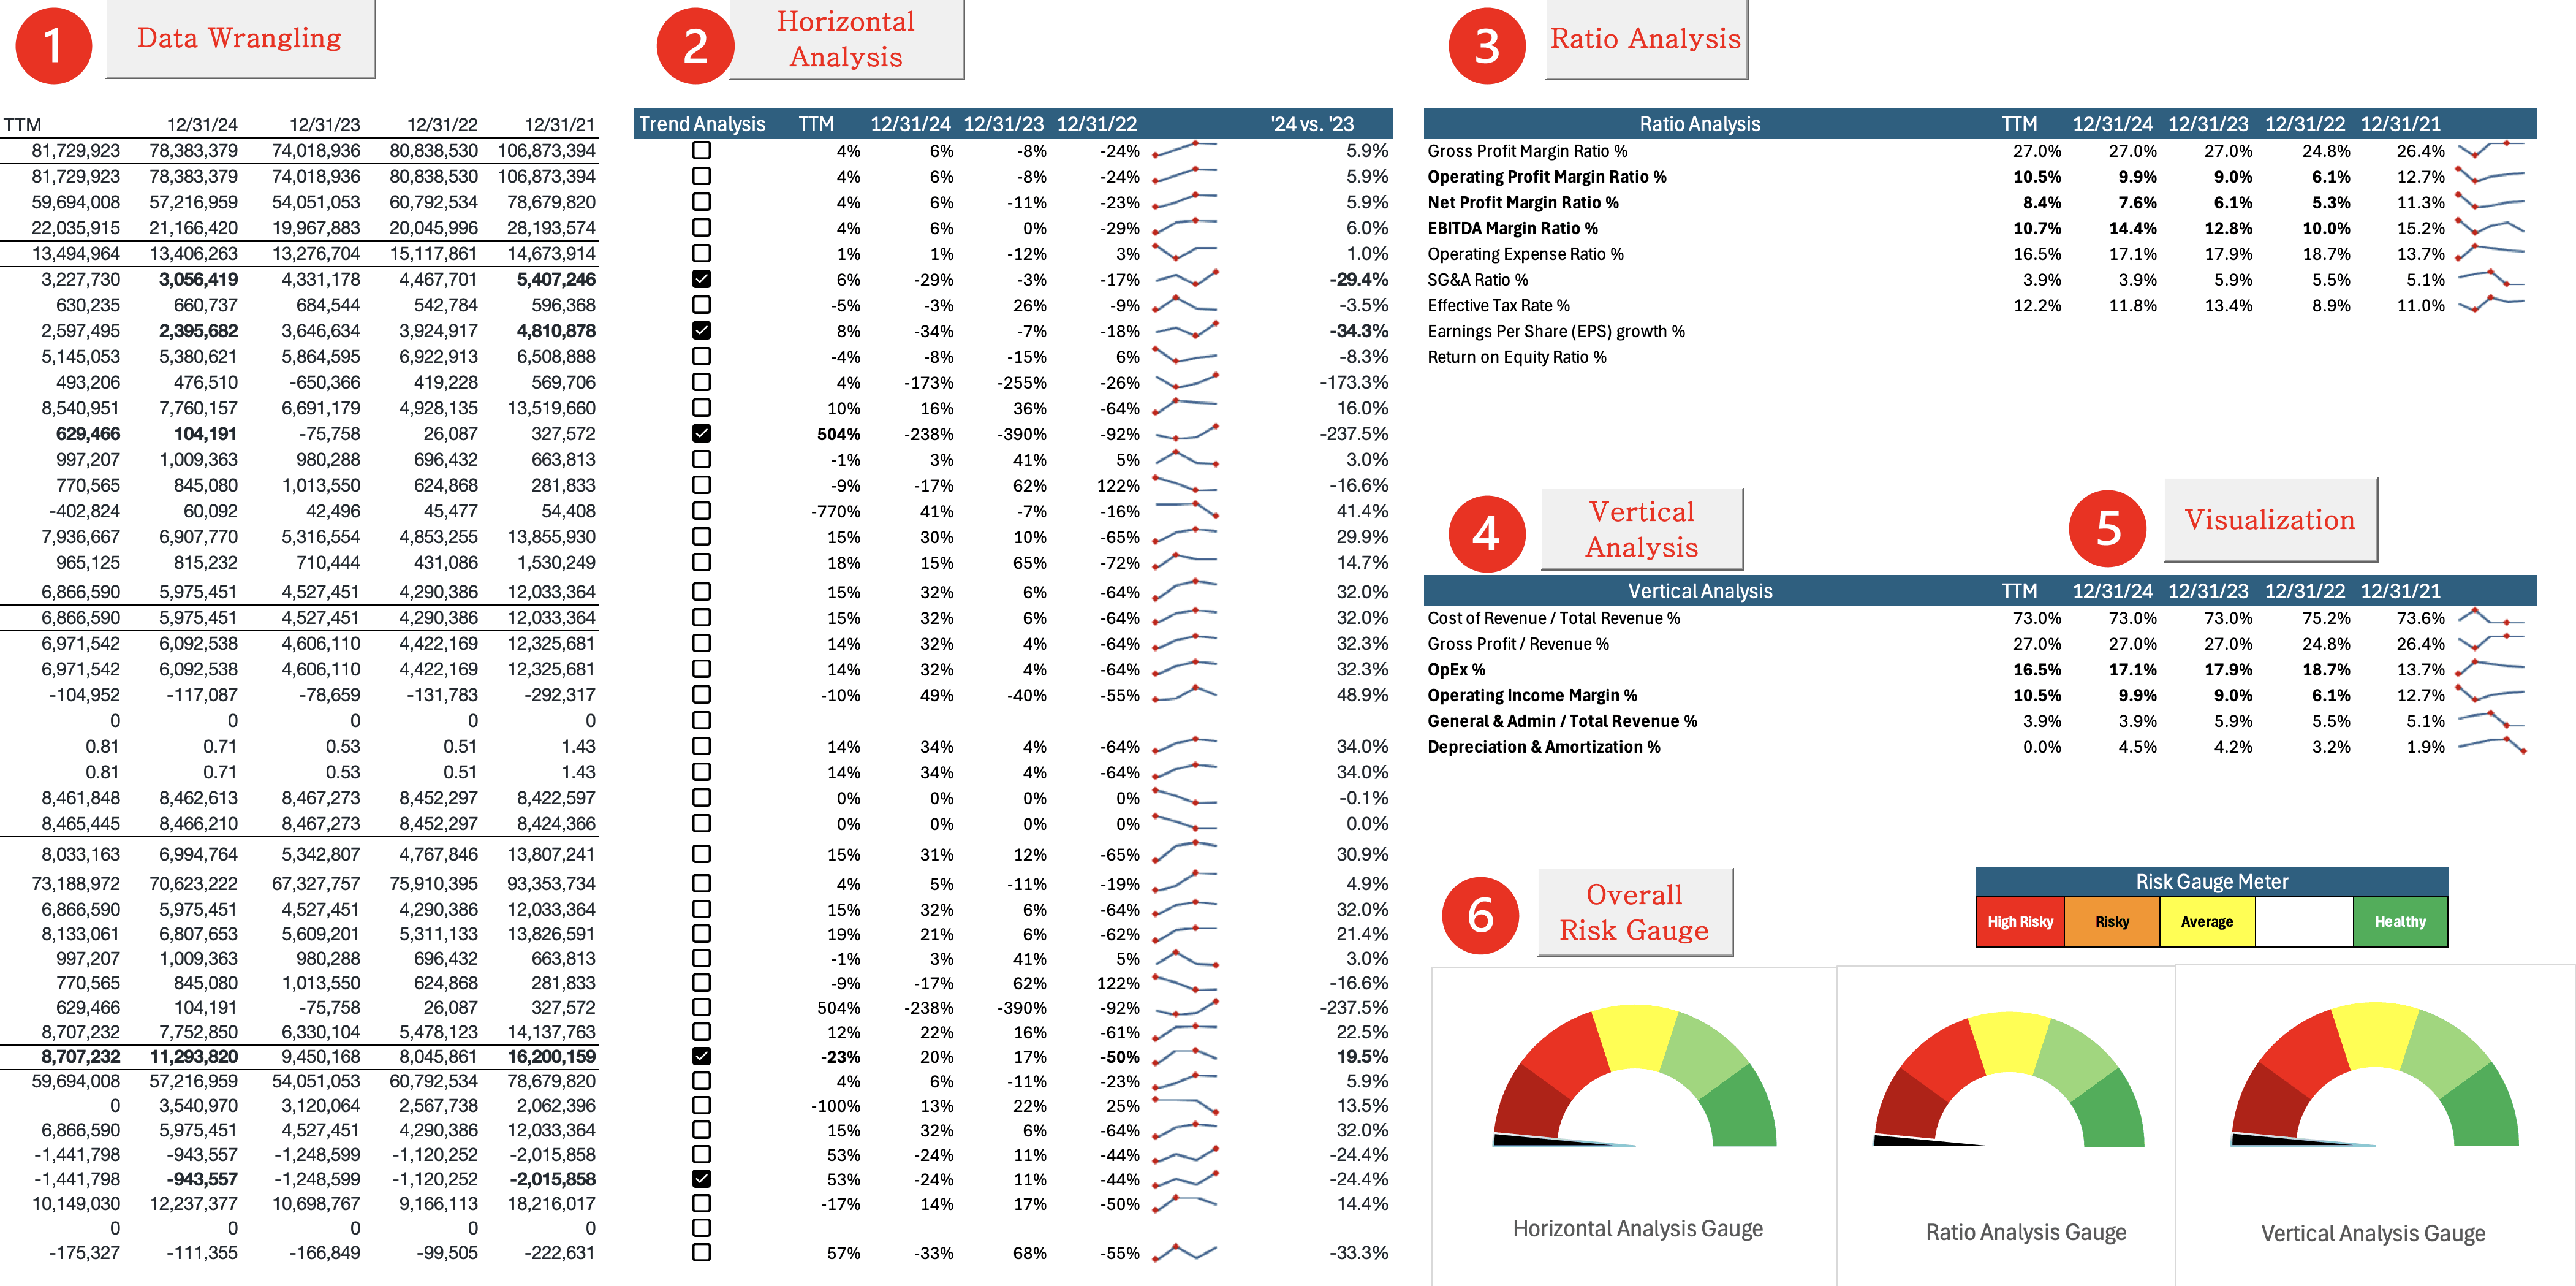 1 Data Wrangling
TTM 12/31/24 12/31/23 12/31/22 12/31/21
81,729,923 78,383,379 74,018,936 80,838,530 106,873,394
81,729,923 78,383,379 74,018,936 80,838,530 106,873,394
59,694,008 57,216,959 54,051,053 60,792,534 78,679,820
22,035,915 21,166,420 19,967,883 20,045,996 28,193,574
13,494,964 13,406,263 13,276,704 15,117,861 14,673,914
3,227,730 3,056,419 4,331,178 4,467,701 5,407,246
630,235 660,737 684,544 542,784 596,368
2,597,495 2,395,682 3,646,634 3,924,917 4,810,878
5,145,053 5,380,621 5,864,595 6,922,913 6,508,888
493,206 476,510 -650,366 419,228 569,706
8,540,951 7,760,157 6,691,179 4,928,135 13,519,660
629,466 104,191 -75,758 26,087 327,572
997,207 1,009,363 980,288 696,432 663,813
770,565 845,080 1,013,550 624,868 281,833
-402,824 60,092 42,496 45,477 54,408
7,936,667 6,907,770 5,316,554 4,853,255 13,855,930
965,125 815,232 710,444 431,086 1,530,249
6,866,590 5,975,451 4,527,451 4,290,386 12,033,364
6,866,590 5,975,451 4,527,451 4,290,386 12,033,364
6,971,542 6,092,538 4,606,110 4,422,169 12,325,681
6,971,542 6,092,538 4,606,110 4,422,169 12,325,681
-104,952 -117,087 -78,659 -131,783 -292,317
0 0 0 0 0
0.81 0.71 0.53 0.51 1.43
0.81 0.71 0.53 0.51 1.43
8,461,848 8,462,613 8,467,273 8,452,297 8,422,597
8,465,445 8,466,210 8,467,273 8,452,297 8,424,366
8,033,163 6,994,764 5,342,807 4,767,846 13,807,241
73,188,972 70,623,222 67,327,757 75,910,395 93,353,734
6,866,590 5,975,451 4,527,451 4,290,386 12,033,364
8,133,061 6,807,653 5,609,201 5,311,133 13,826,591
997,207 1,009,363 980,288 696,432 663,813
770,565 845,080 1,013,550 624,868 281,833
629,466 104,191 -75,758 26,087 327,572
8,707,232 7,752,850 6,330,104 5,478,123 14,137,763
8,707,232 11,293,820 9,450,168 8,045,861 16,200,159
59,694,008 57,216,959 54,051,053 60,792,534 78,679,820
0 3,540,970 3,120,064 2,567,738 2,062,396
6,866,590 5,975,451 4,527,451 4,290,386 12,033,364
-1,441,798 -943,557 -1,248,599 -1,120,252 -2,015,858
-1,441,798 -943,557 -1,248,599 -1,120,252 -2,015,858
10,149,030 12,237,377 10,698,767 9,166,113 18,216,017
0 0 0 0 0
-175,327 -111,355 -166,849 -99,505 -222,631
2 Horizontal
Analysis
Trend Analysis TTM 12/31/24 12/31/23 12/31/22 '24 vs. '23
4% 6% -8% -24% 5.9%
4% 6% -8% -24% 5.9%
4% 6% -11% -23% 5.9%
4% 6% 0% -29% 6.0%
1% 1% -12% 3% 1.0%
6% -29% -3% -17% -29.4%
-5% -3% 26% -9% -3.5%
8% -34% -7% -18% -34.3%
-4% -8% -15% 6% -8.3%
4% -173% -255% -26% -173.3%
10% 16% 36% -64% 16.0%
504% -238% -390% -92% -237.5%
-1% 3% 41% 5% 3.0%
-9% -17% 62% 122% -16.6%
-770% 41% -7% -16% 41.4%
15% 30% 10% -65% 29.9%
18% 15% 65% -72% 14.7%
15% 32% 6% -64% 32.0%
15% 32% 6% -64% 32.0%
14% 32% 4% -64% 32.3%
14% 32% 4% -64% 32.3%
-10% 49% -40% -55% 48.9%
14% 34% 4% -64% 34.0%
14% 34% 4% -64% 34.0%
0% 0% 0% 0% -0.1%
0% 0% 0% 0% 0.0%
15% 31% 12% -65% 30.9%
4% 5% -11% -19% 4.9%
15% 32% 6% -64% 32.0%
19% 21% 6% -62% 21.4%
-1% 3% 41% 5% 3.0%
-9% -17% 62% 122% -16.6%
504% -238% -390% -92% -237.5%
12% 22% 16% -61% 22.5%
-23% 20% 17% -50% 19.5%
4% 6% -11% -23% 5.9%
-100% 13% 22% 25% 13.5%
15% 32% 6% -64% 32.0%
53% -24% 11% -44% -24.4%
53% -24% 11% -44% -24.4%
-17% 14% 17% -50% 14.4%
57% -33% 68% -55% -33.3%
3 Ratio Analysis
Ratio Analysis TTM 12/31/24 12/31/23 12/31/22 12/31/21
Gross Profit Margin Ratio % 27.0% 27.0% 27.0% 24.8% 26.4%
Operating Profit Margin Ratio % 10.5% 9.9% 9.0% 6.1% 12.7%
Net Profit Margin Ratio % 8.4% 7.6% 6.1% 5.3% 11.3%
EBITDA Margin Ratio % 10.7% 14.4% 12.8% 10.0% 15.2%
Operating Expense Ratio % 16.5% 17.1% 17.9% 18.7% 13.7%
SG&A Ratio % 3.9% 3.9% 5.9% 5.5% 5.1%
Effective Tax Rate % 12.2% 11.8% 13.4% 8.9% 11.0%
Earnings Per Share (EPS) growth %
Return on Equity Ratio %
4 Vertical
Analysis
5 Visualization
Vertical Analysis TTM 12/31/24 12/31/23 12/31/22 12/31/21
Cost of Revenue / Total Revenue % 73.0% 73.0% 73.0% 75.2% 73.6%
Gross Profit / Revenue % 27.0% 27.0% 27.0% 24.8% 26.4%
OpEx % 16.5% 17.1% 17.9% 18.7% 13.7%
Operating Income Margin % 10.5% 9.9% 9.0% 6.1% 12.7%
General & Admin / Total Revenue % 3.9% 3.9% 5.9% 5.5% 5.1%
Depreciation & Amortization % 0.0% 4.5% 4.2% 3.2% 1.9%
6 Overall
Risk Gauge
Risk Gauge Meter
High Risky Risky Average Healthy
Horizontal Analysis Gauge
Ratio Analysis Gauge
Vertical Analysis Gauge